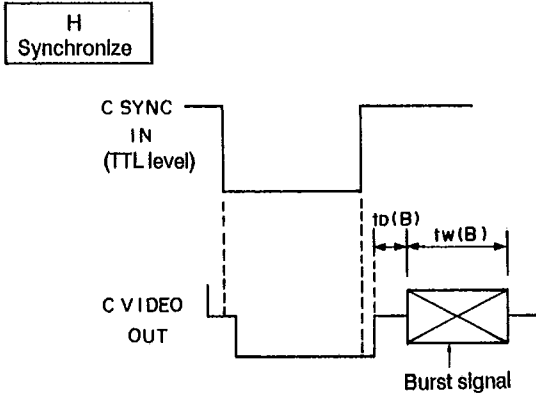 H
Synchronize
C SYNC
IN
(TTL level)
tD(B)
tW(B)
C VIDEO
OUT
Burst signal